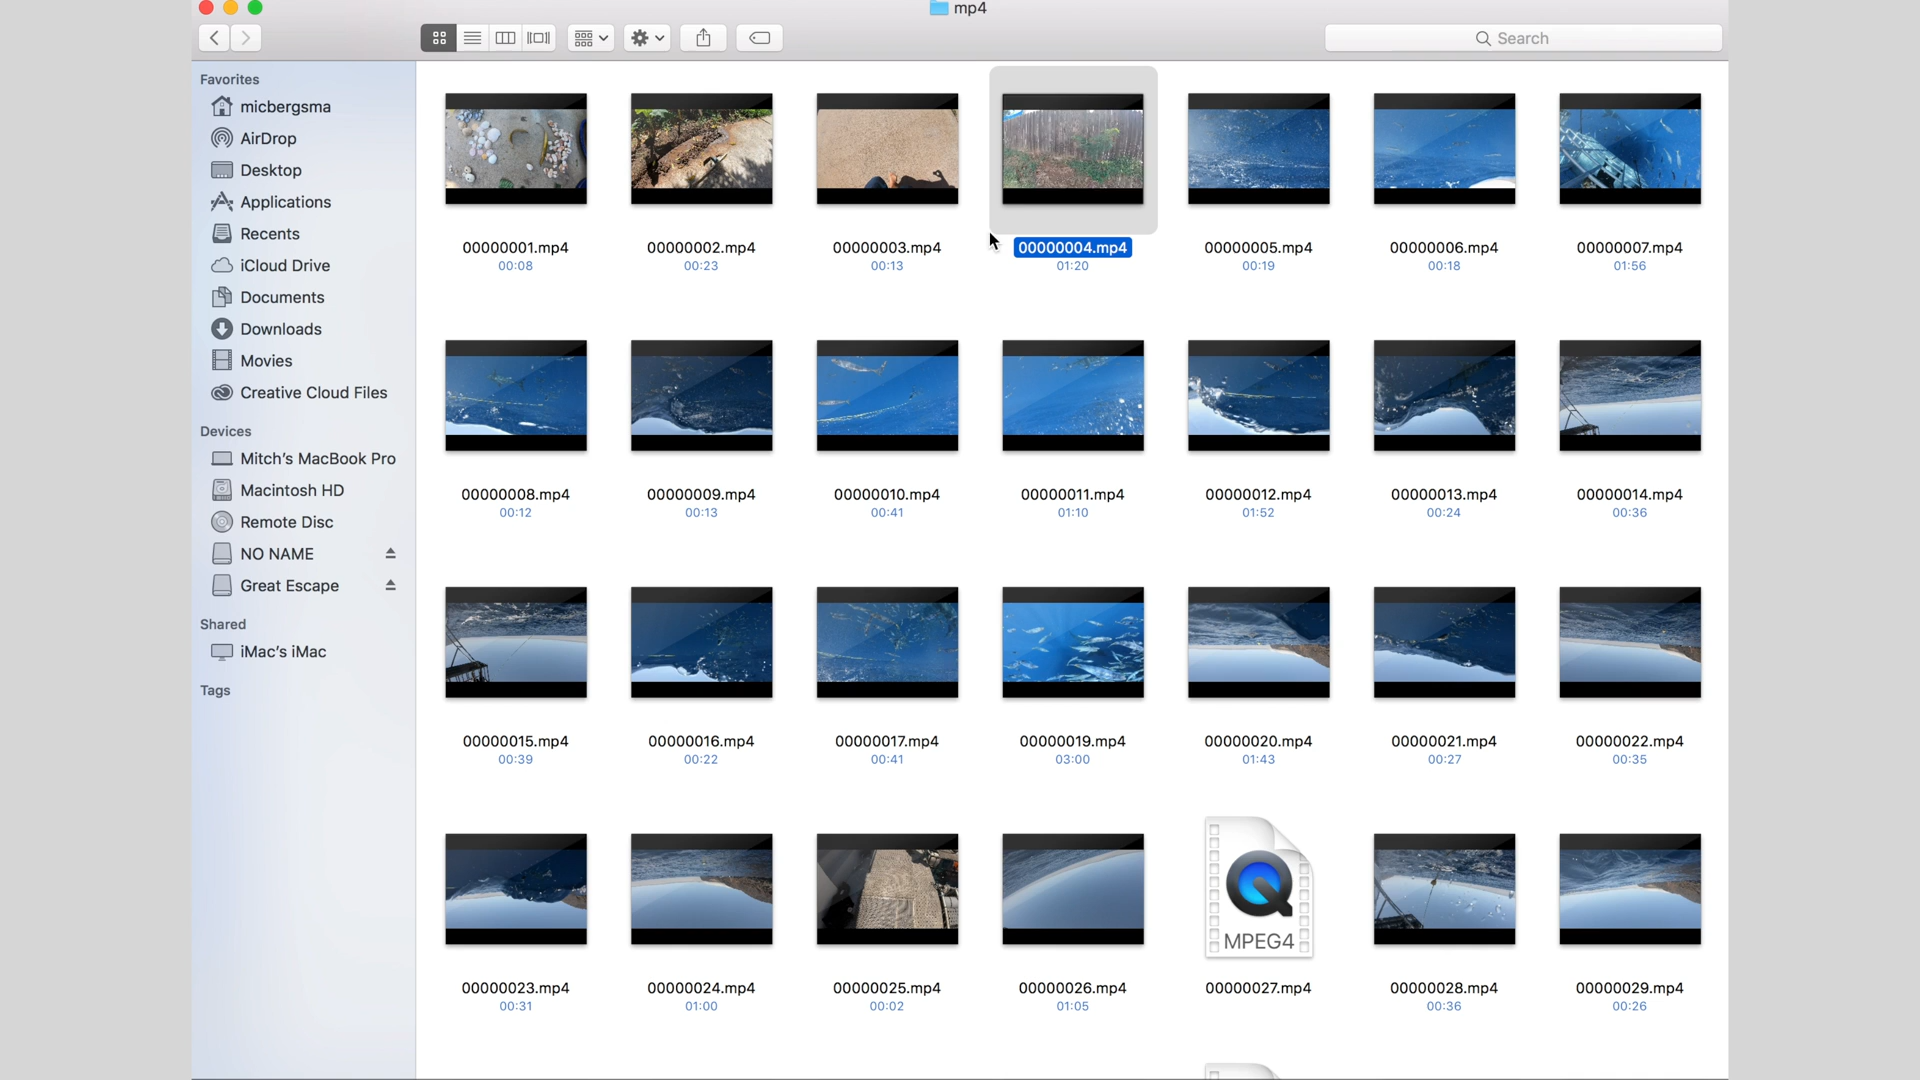 mp4
Search
Favorites
micbergsma
AirDrop
Desktop
Applications
Recents
iCloud Drive
Documents
Downloads
Movies
Creative Cloud Files
Devices
Mitch's MacBook Pro
Macintosh HD
Remote Disc
NO NAME
Great Escape
Shared
iMac's iMac
Tags
00000001.mp4 00000002.mp4 00000003.mp4 00000004.mp4 00000005.mp4 00000006.mp4 00000007.mp4
00:08 00:23 00:13 01:20 00:19 00:18 01:56
00000008.mp4 00000009.mp4 00000010.mp4 00000011.mp4 00000012.mp4 00000013.mp4 00000014.mp4
00:12 00:13 00:41 01:10 01:52 00:24 00:36
00000015.mp4 00000016.mp4 00000017.mp4 00000019.mp4 00000020.mp4 00000021.mp4 00000022.mp4
00:39 00:22 00:41 03:00 01:43 00:27 00:35
MPEG4
00000023.mp4 00000024.mp4 00000025.mp4 00000026.mp4 00000027.mp4 00000028.mp4 00000029.mp4
00:31 01:00 00:02 01:05 00:36 00:26